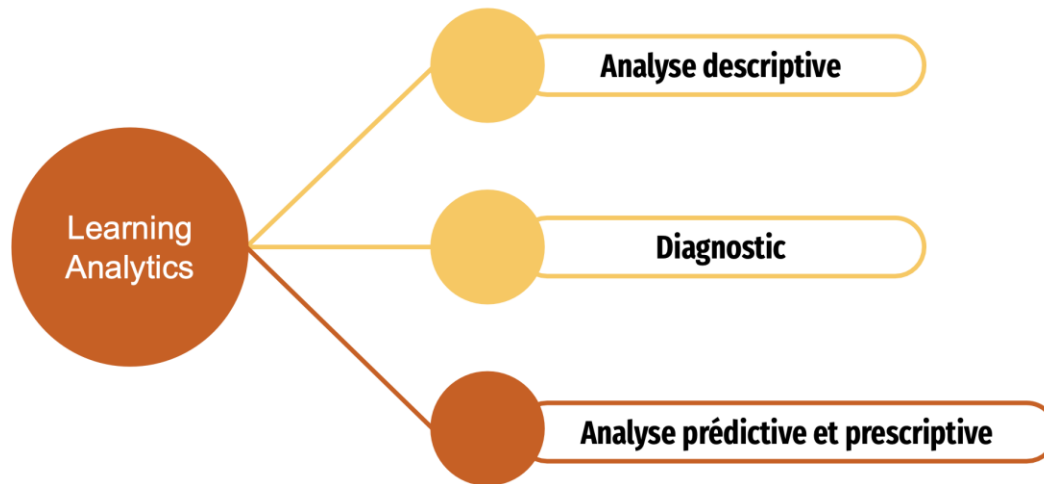 Learning
Analytics
Analyse descriptive
Diagnostic
Analyse prédictive et prescriptive